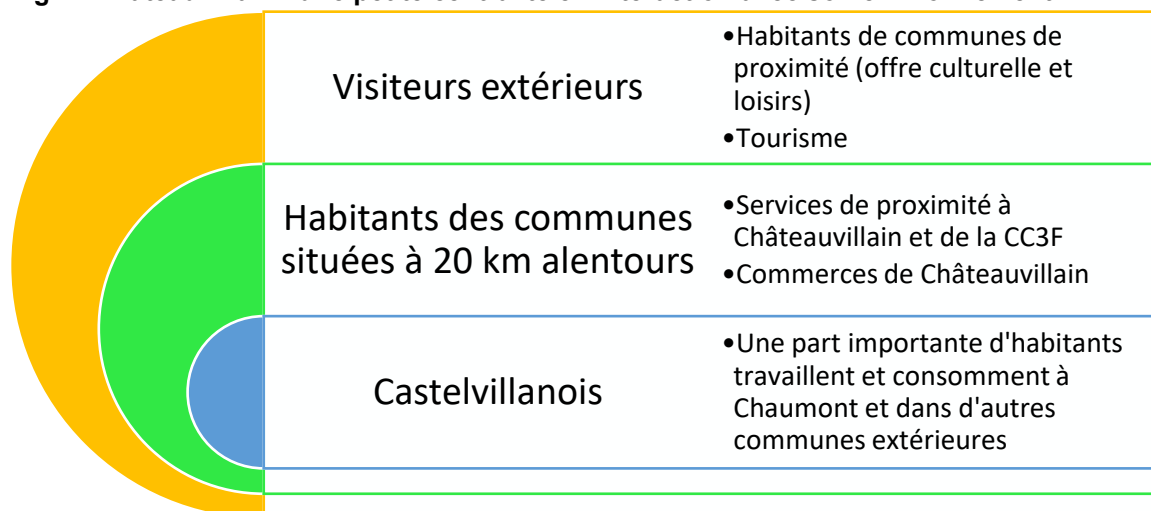 Visiteurs extérieurs
•Habitants de communes de
proximité (offre culturelle et
loisirs)
•Tourisme
Habitants des communes
situées à 20 km alentours
•Services de proximité à
Châteauvillain et de la CC3F
•Commerces de Châteauvillain
Castelvillanois
•Une part importante d'habitants
travaillent et consomment à
Chaumont et dans d'autres
communes extérieures